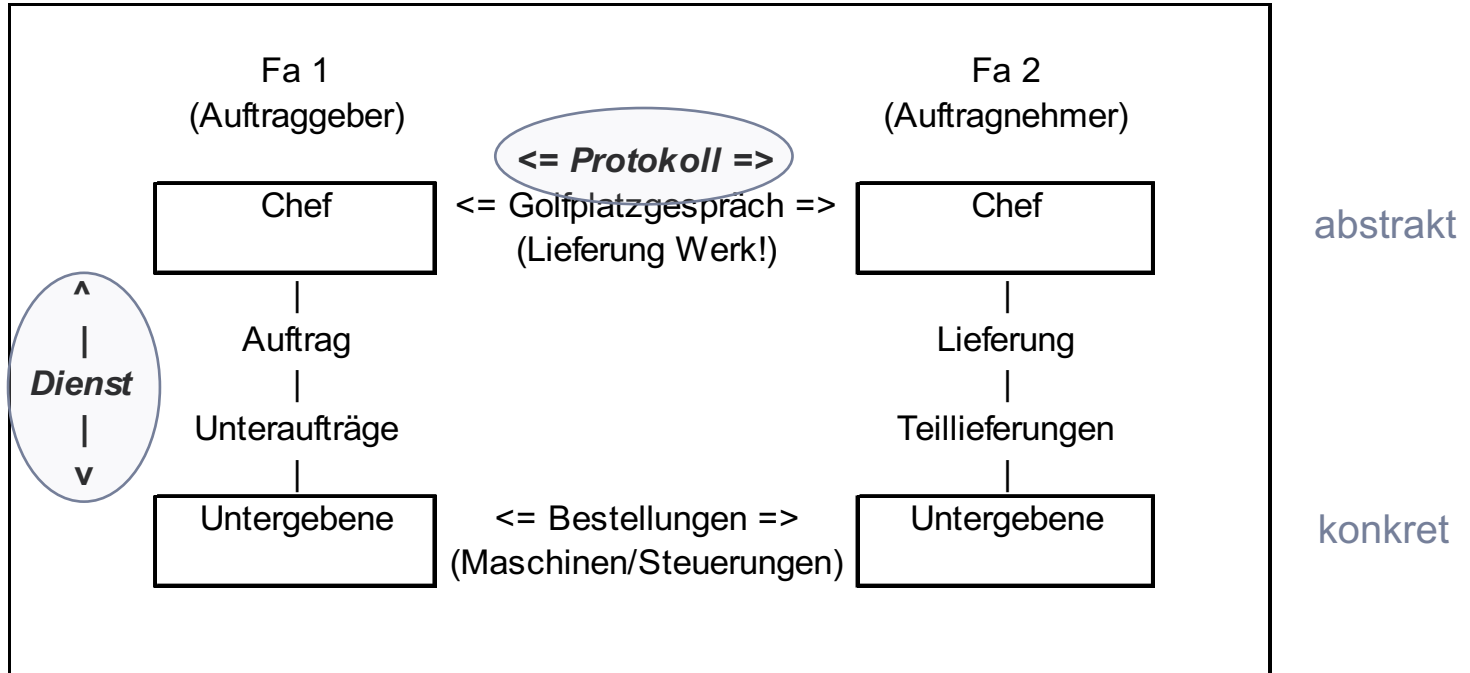 Fa 1
(Auftraggeber)
Fa 2
(Auftragnehmer)
<= Protokoll =>
Chef
<= Golfplatzgespräch =>
(Lieferung Werk!)
Chef
abstrakt
^
|
Dienst
|
v
|
Auftrag
|
Unteraufträge
|
|
Lieferung
|
Teillieferungen
|
Untergebene
<= Bestellungen =>
(Maschinen/Steuerungen)
Untergebene
konkret